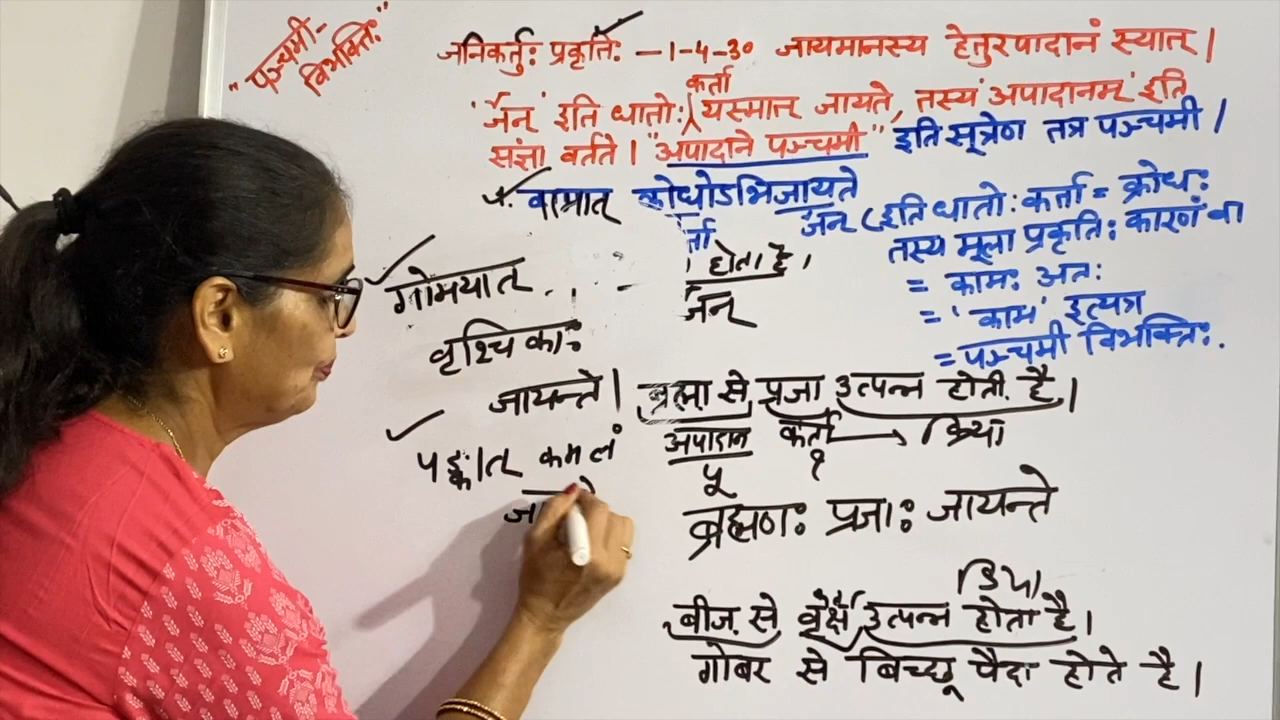 "पञ्चमी-
विभक्तिः"
जनिकर्तुः प्रकृतिः - 1-4-30 जायमानस्य हेतुरपादानं स्यात् ।
कर्ता
'जन्' इति धातोः यस्मात् जायते, तस्य 'अपादानम्' इति
संज्ञा वर्तते । "अपादाने पञ्चमी" इति सूत्रेण तत्र पञ्चमी ।
कामात् क्रोधोऽभिजायते
जन् इति धातोः कर्ता = क्रोधः
तस्य मूला प्रकृतिः कारणं वा
= कामः अतः
= 'काम' इत्यत्र
= पञ्चमी विभक्तिः.
र्ता
होता है ।
जन्
गोमयात्
वृश्चिकाः
जायन्ते ।
पङ्कात् कमलं
ब्रह्मा से प्रजा उत्पन्न होती है ।
अपादान कर्ता क्रिया
ब्रह्मणः प्रजाः जायन्ते
क्रिया
बीज से वृक्ष उत्पन्न होता है ।
गोबर से बिच्छू पैदा होते है ।